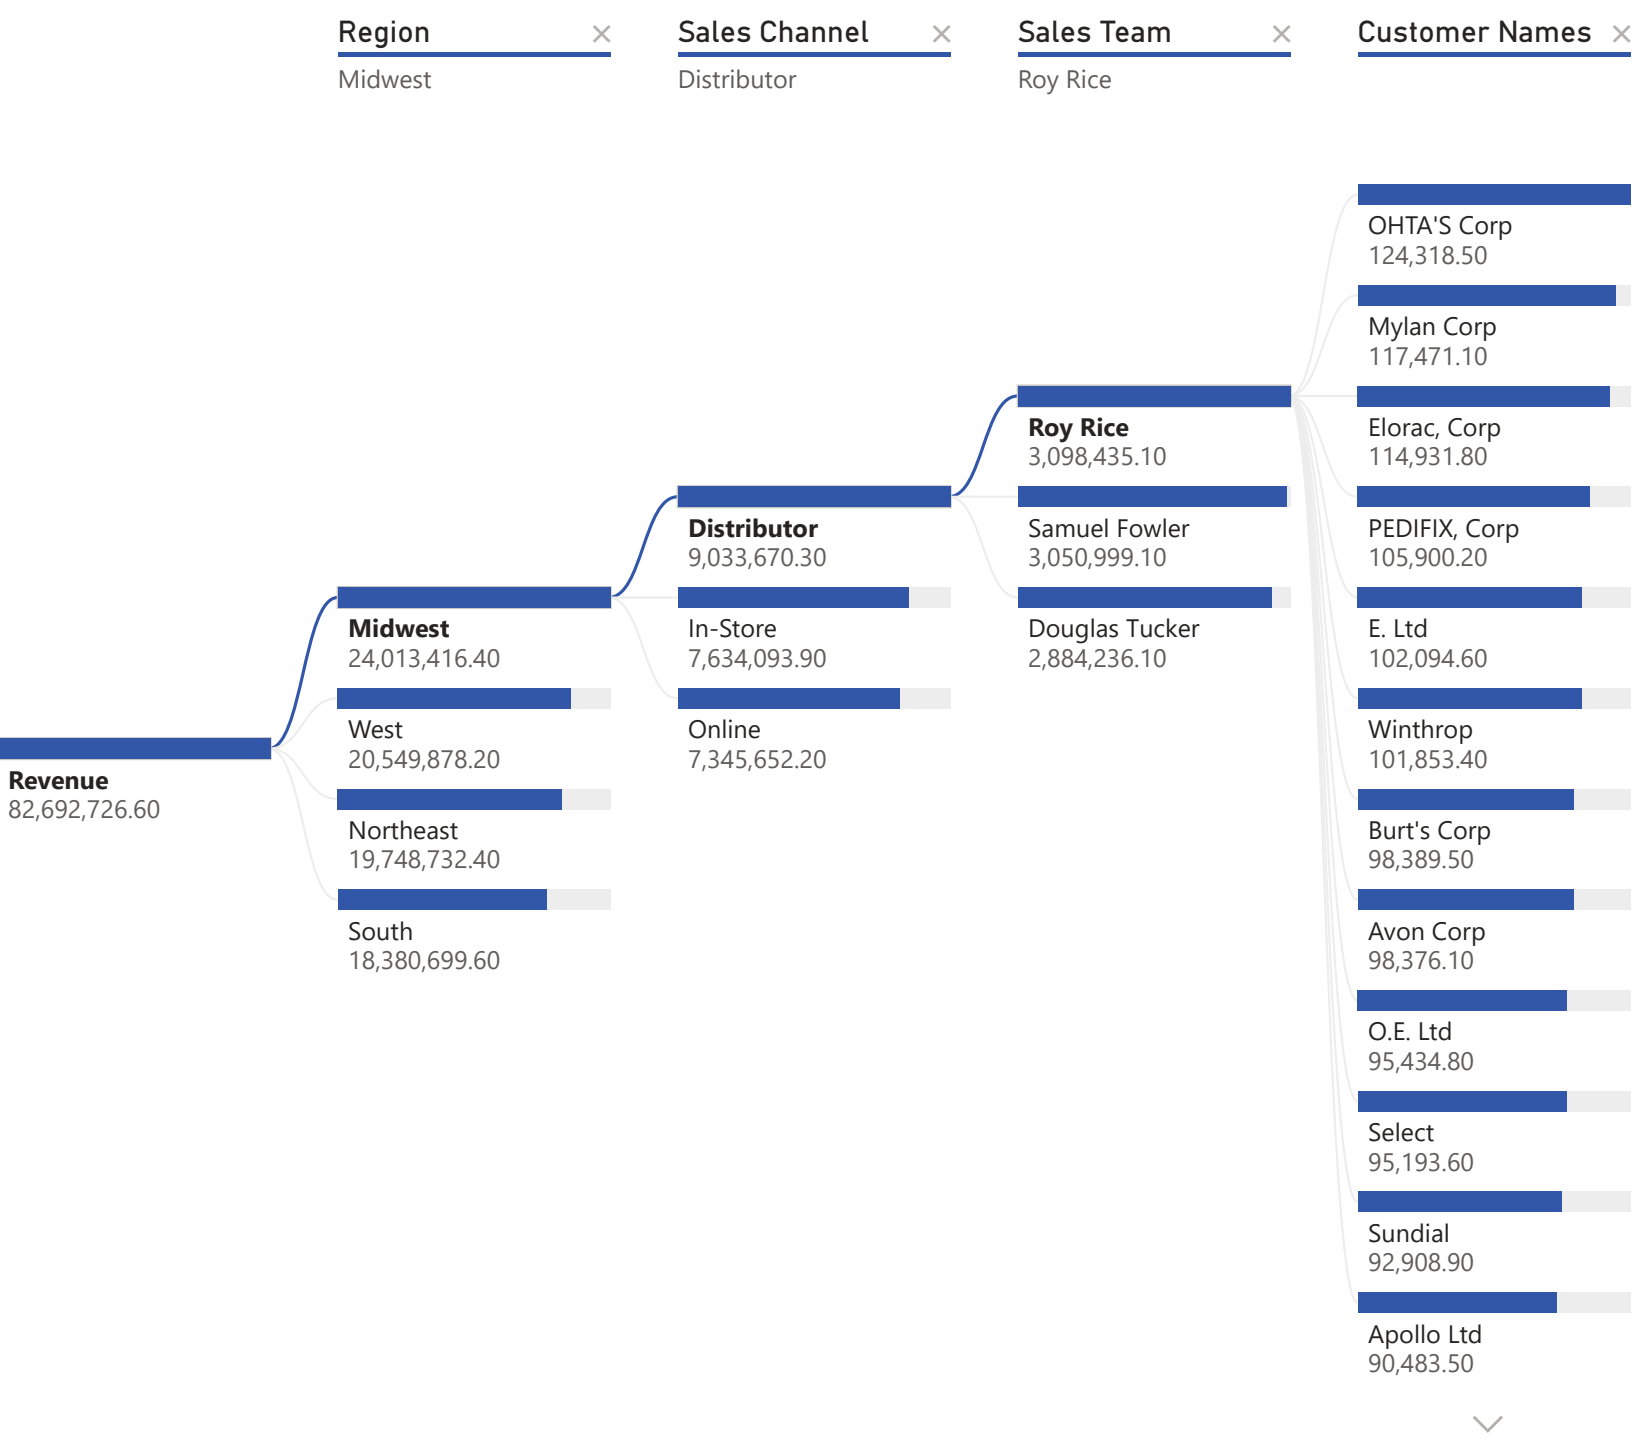 Region
Midwest
Sales Channel
Distributor
Sales Team
Roy Rice
Customer Names
Revenue
82,692,726.60
Midwest
24,013,416.40
West
20,549,878.20
Northeast
19,748,732.40
South
18,380,699.60
Distributor
9,033,670.30
In-Store
7,634,093.90
Online
7,345,652.20
Roy Rice
3,098,435.10
Samuel Fowler
3,050,999.10
Douglas Tucker
2,884,236.10
OHTA'S Corp
124,318.50
Mylan Corp
117,471.10
Elorac, Corp
114,931.80
PEDIFIX, Corp
105,900.20
E. Ltd
102,094.60
Winthrop
101,853.40
Burt's Corp
98,389.50
Avon Corp
98,376.10
O.E. Ltd
95,434.80
Select
95,193.60
Sundial
92,908.90
Apollo Ltd
90,483.50